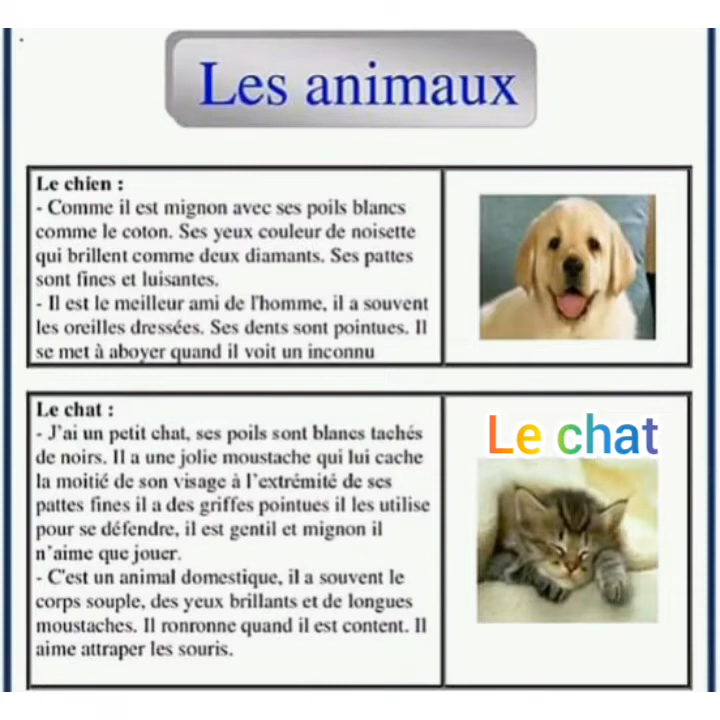 Les animaux
Le chien :
- Comme il est mignon avec ses poils blancs
comme le coton. Ses yeux couleur de noisette
qui brillent comme deux diamants. Ses pattes
sont fines et luisantes.
- Il est le meilleur ami de l'homme, il a souvent
les oreilles dressées. Ses dents sont pointues. Il
se met à aboyer quand il voit un inconnu
Le chat :
- J'ai un petit chat, ses poils sont blancs tachés
de noirs. Il a une jolie moustache qui lui cache
la moitié de son visage à l'extrémité de ses
pattes fines il a des griffes pointues il les utilise
pour se défendre, il est gentil et mignon il
n'aime que jouer.
- C'est un animal domestique, il a souvent le
corps souple, des yeux brillants et de longues
moustaches. Il ronronne quand il est content. Il
aime attraper les souris.
Le chat